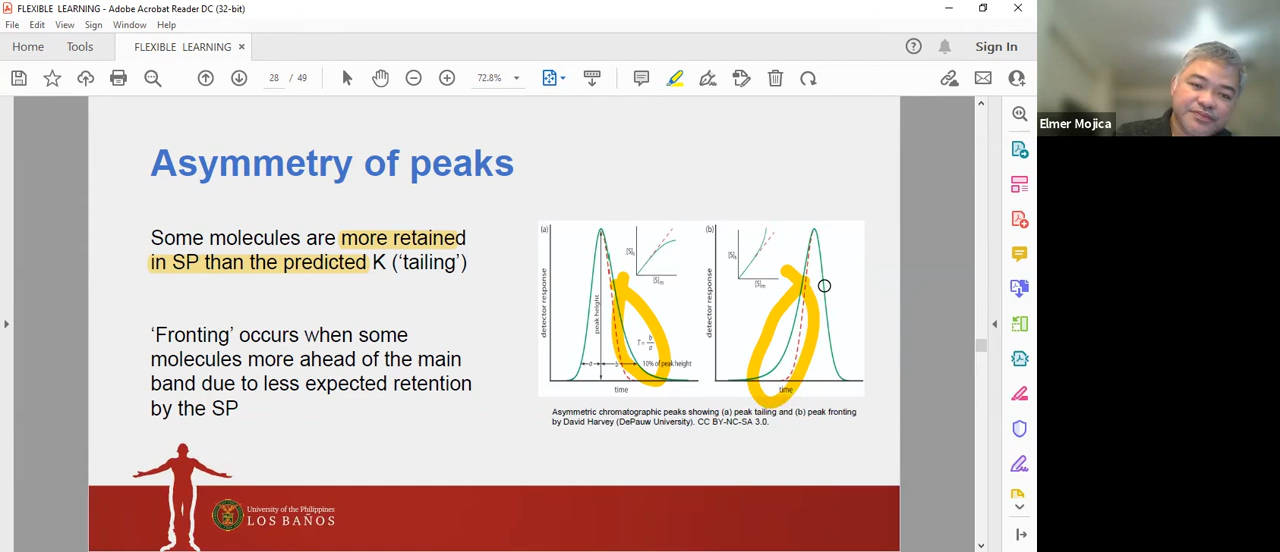 FLEXIBLE LEARNING - Adobe Acrobat Reader DC (32-bit)
File Edit View Sign Window Help
Home Tools FLEXIBLE LEARNING × Sign In
28 / 49 72.8%
Elmer Mojica
Asymmetry of peaks
Some molecules are more retained
in SP than the predicted K (‘tailing’)
‘Fronting’ occurs when some
molecules more ahead of the main
band due to less expected retention
by the SP
(a)
detector response
peak height
[S]s
[S]m
T = b/a
a
b
10% of peak height
time
(b)
detector response
[S]s
[S]m
time
Asymmetric chromatographic peaks showing (a) peak tailing and (b) peak fronting
by David Harvey (DePauw University). CC BY-NC-SA 3.0.
University of the Philippines
LOS BAÑOS